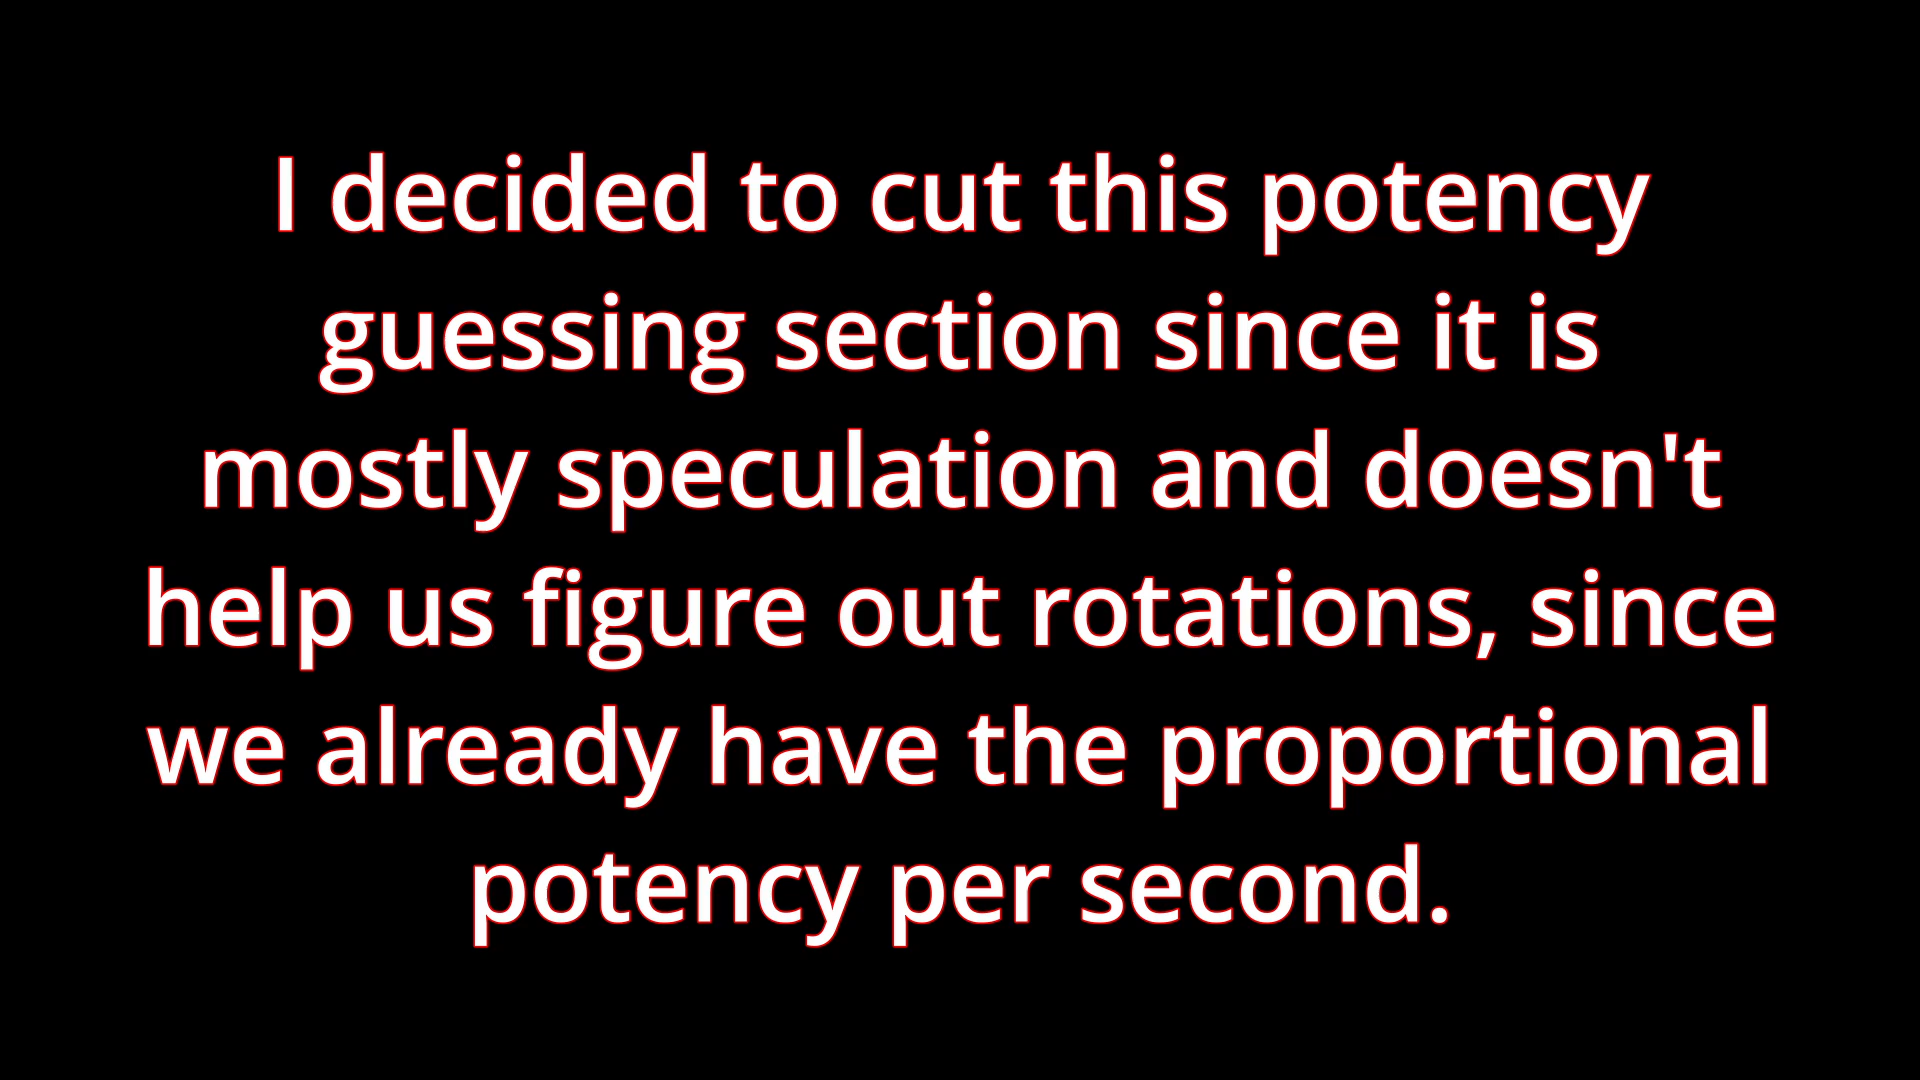 I decided to cut this potency
guessing section since it is
mostly speculation and doesn't
help us figure out rotations, since
we already have the proportional
potency per second.